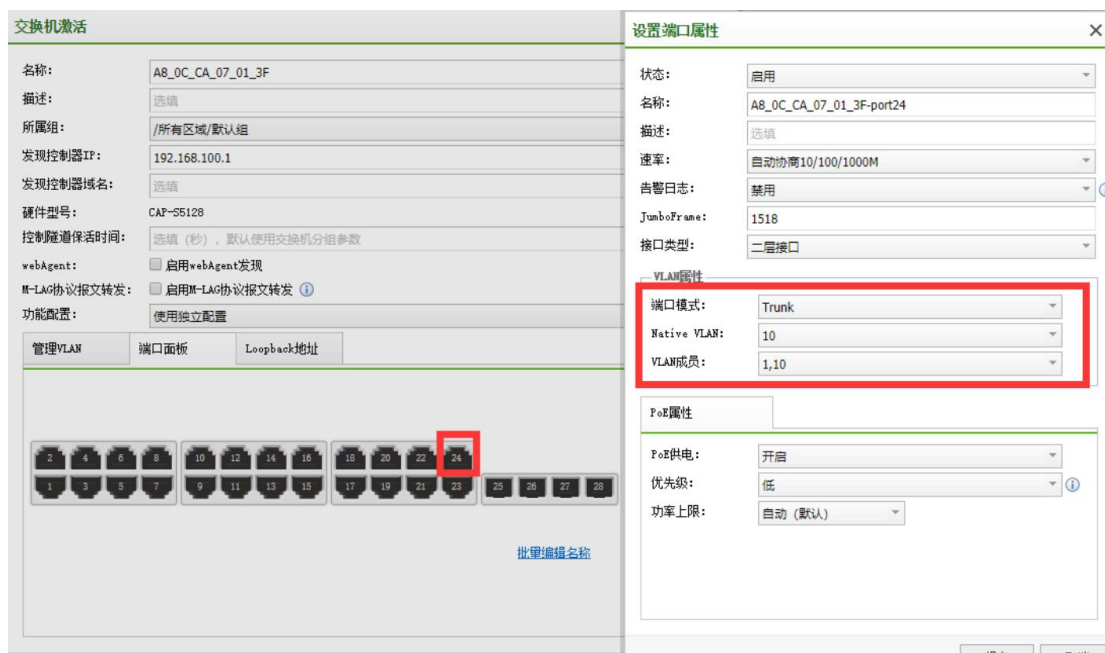 交换机激活
名称: A8_0C_CA_07_01_3F
描述: 选填
所属组: /所有区域/默认组
发现控制器IP: 192.168.100.1
发现控制器域名: 选填
硬件型号: CAP-S5128
控制隧道保活时间: 选填（秒），默认使用交换机分组参数
webAgent: 启用webAgent发现
M-LAG协议报文转发: 启用M-LAG协议报文转发
功能配置: 使用独立配置
管理VLAN 端口面板 Loopback地址
2 4 6 8 10 12 14 16 18 20 22 24
1 3 5 7 9 11 13 15 17 19 21 23 25 26 27 28
批量编辑名称
设置端口属性
状态: 启用
名称: A8_0C_CA_07_01_3F-port24
描述: 选填
速率: 自动协商10/100/1000M
告警日志: 禁用
JumboFrame: 1518
接口类型: 二层接口
VLAN属性
端口模式: Trunk
Native VLAN: 10
VLAN成员: 1,10
PoE属性
PoE供电: 开启
优先级: 低
功率上限: 自动（默认）